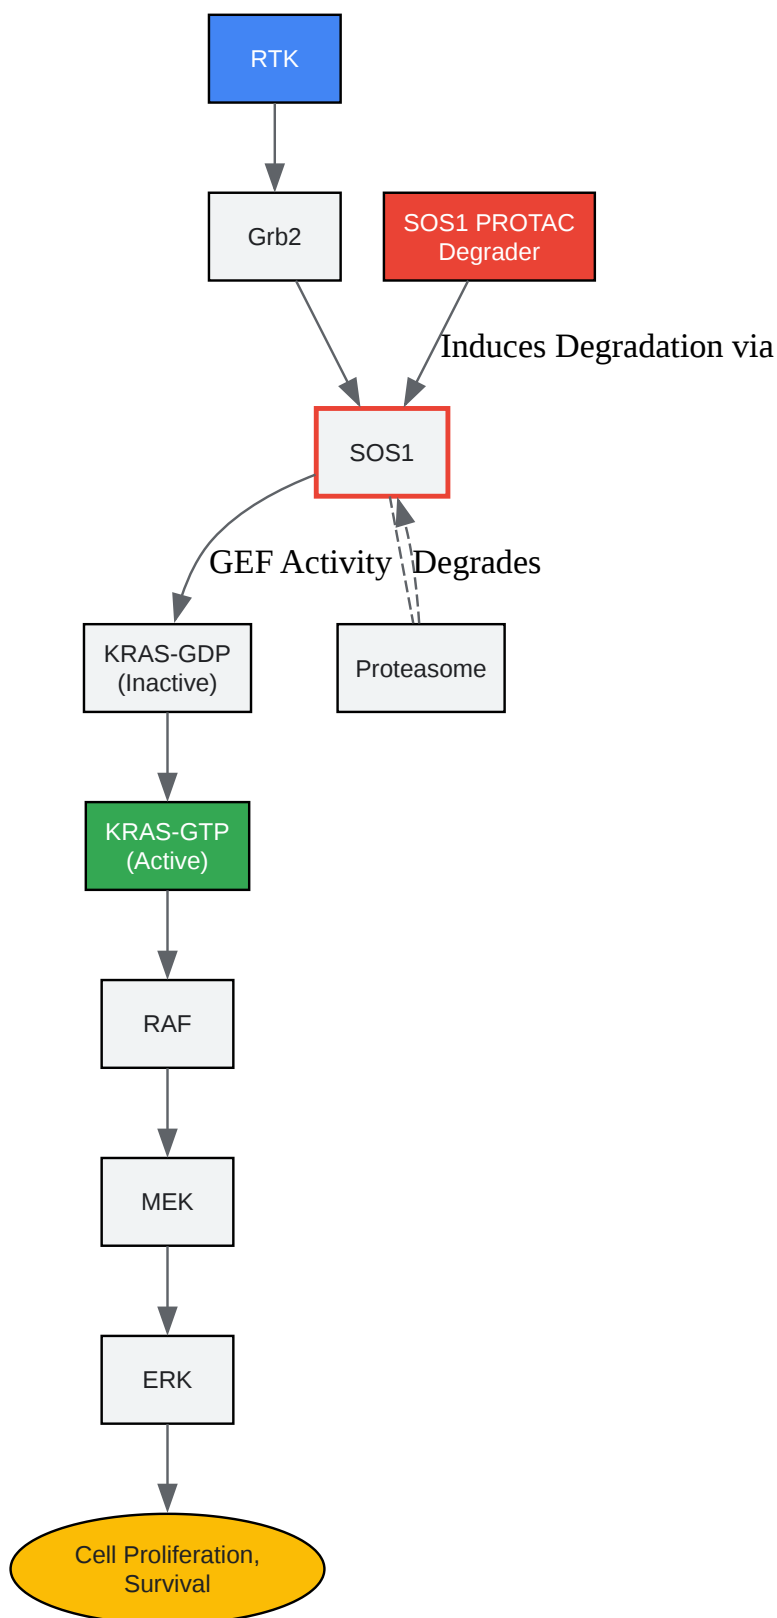 RTK
Grb2
SOS1 PROTAC
Degrader
Induces Degradation via
SOS1
GEF Activity
Degrades
KRAS-GDP
(Inactive)
Proteasome
KRAS-GTP
(Active)
RAF
MEK
ERK
Cell Proliferation,
Survival